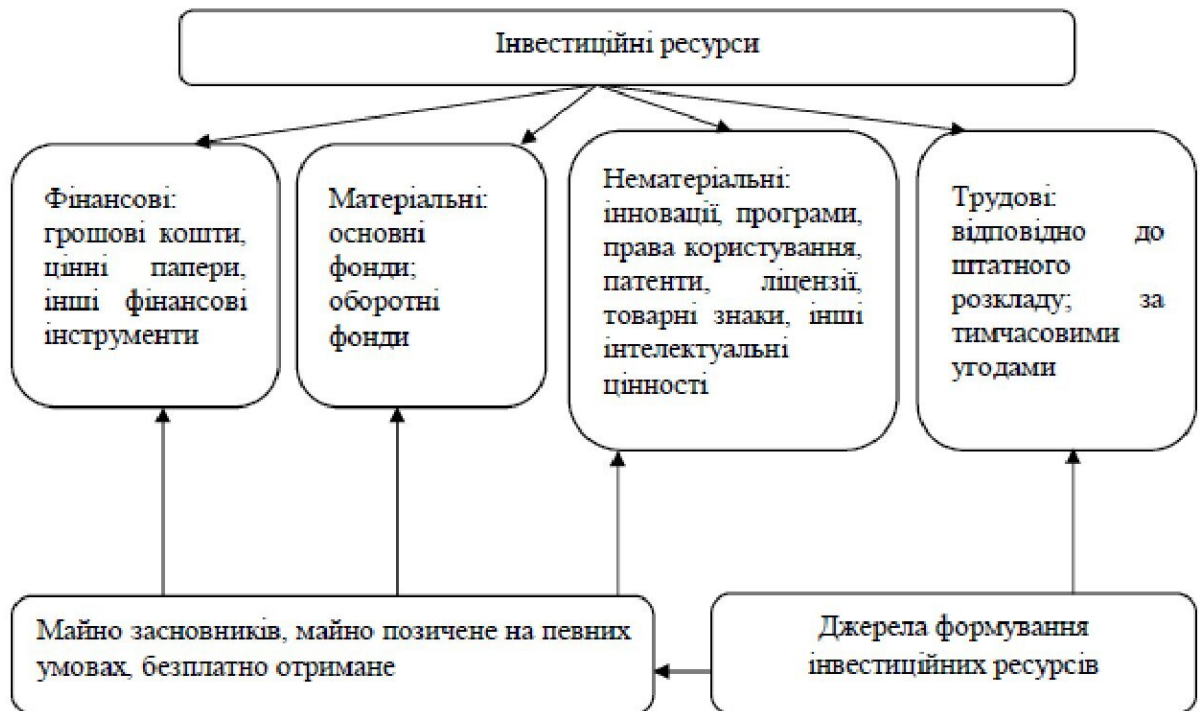 Інвестиційні ресурси
Фінансові:
грошові кошти,
цінні папери,
інші фінансові
інструменти
Матеріальні:
основні
фонди;
оборотні
фонди
Нематеріальні:
інновації, програми,
права користування,
патенти, ліцензії,
товарні знаки, інші
інтелектуальні
цінності
Трудові:
відповідно до
штатного
розкладу; за
тимчасовими
угодами
Майно засновників, майно позичене на певних
умовах, безплатно отримане
Джерела формування
інвестиційних ресурсів